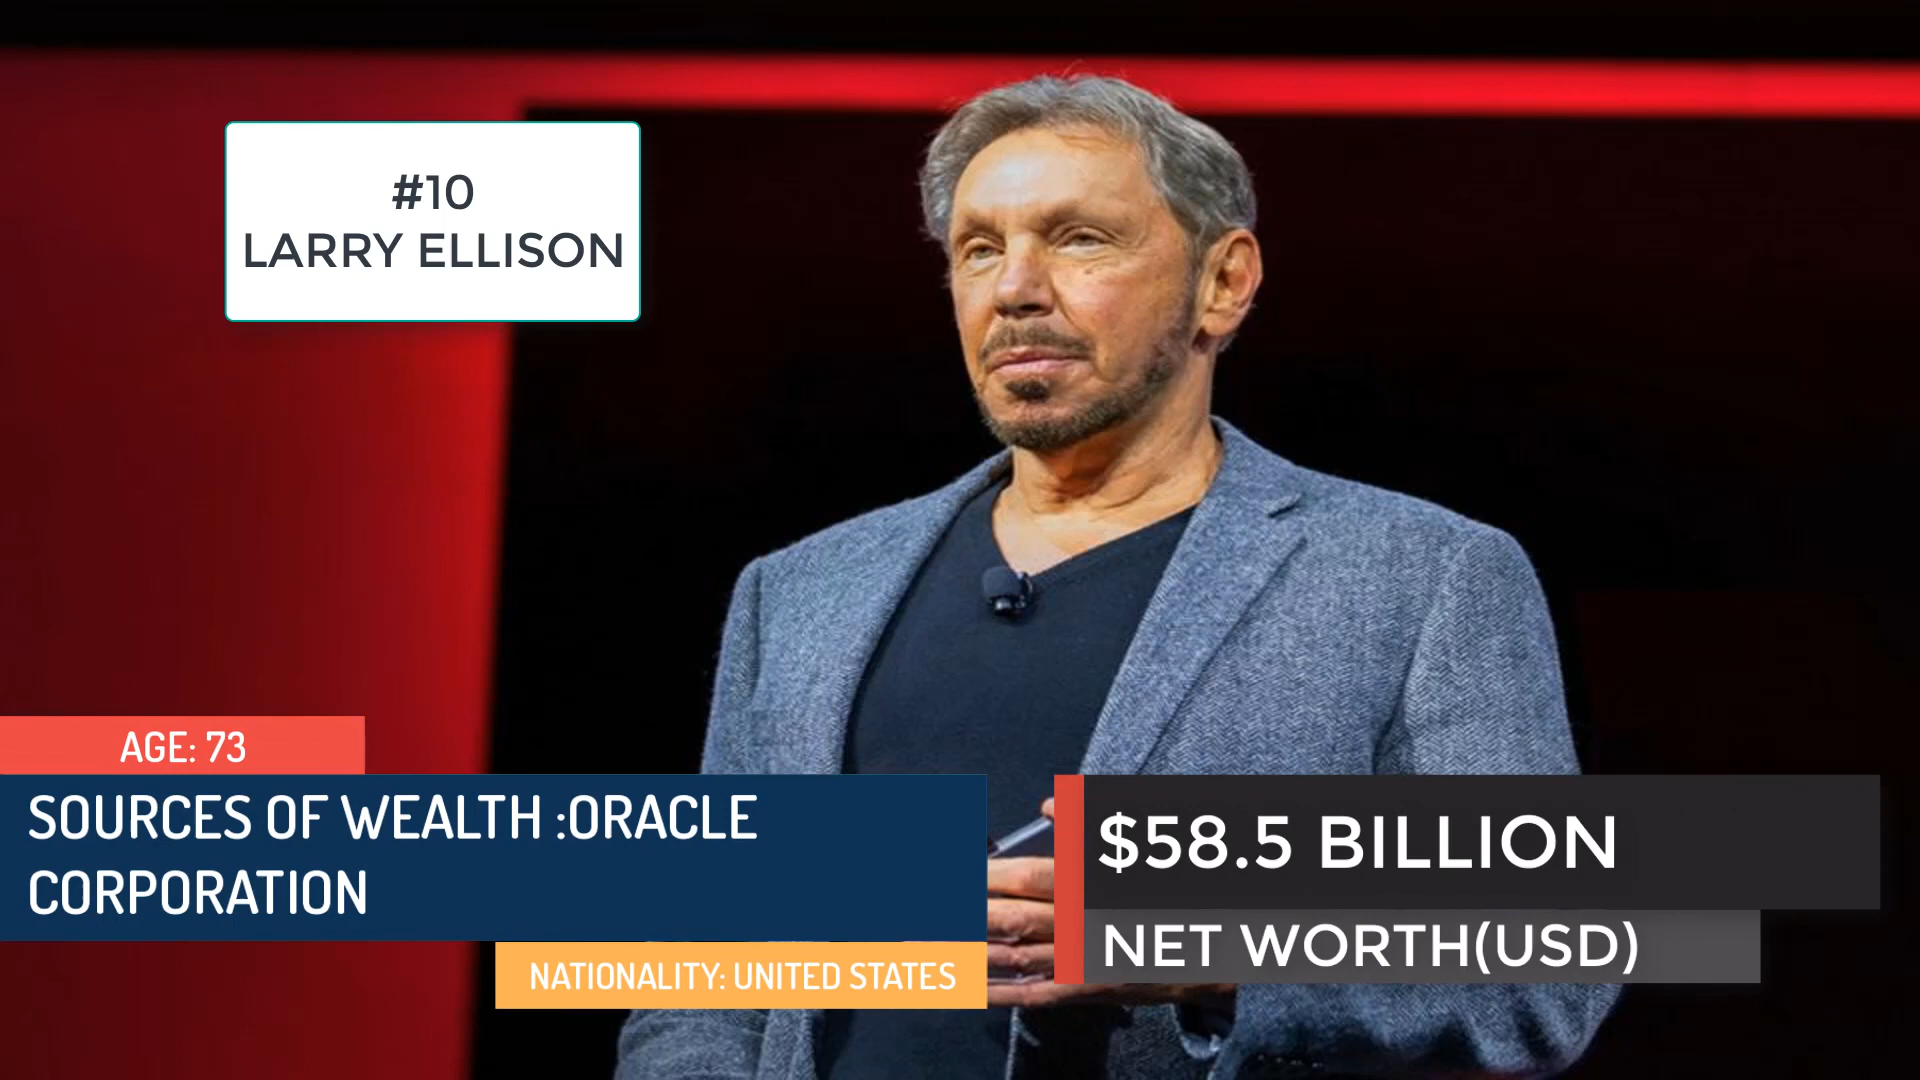 #10
LARRY ELLISON
AGE: 73
SOURCES OF WEALTH :ORACLE
CORPORATION
NATIONALITY: UNITED STATES
$58.5 BILLION
NET WORTH(USD)